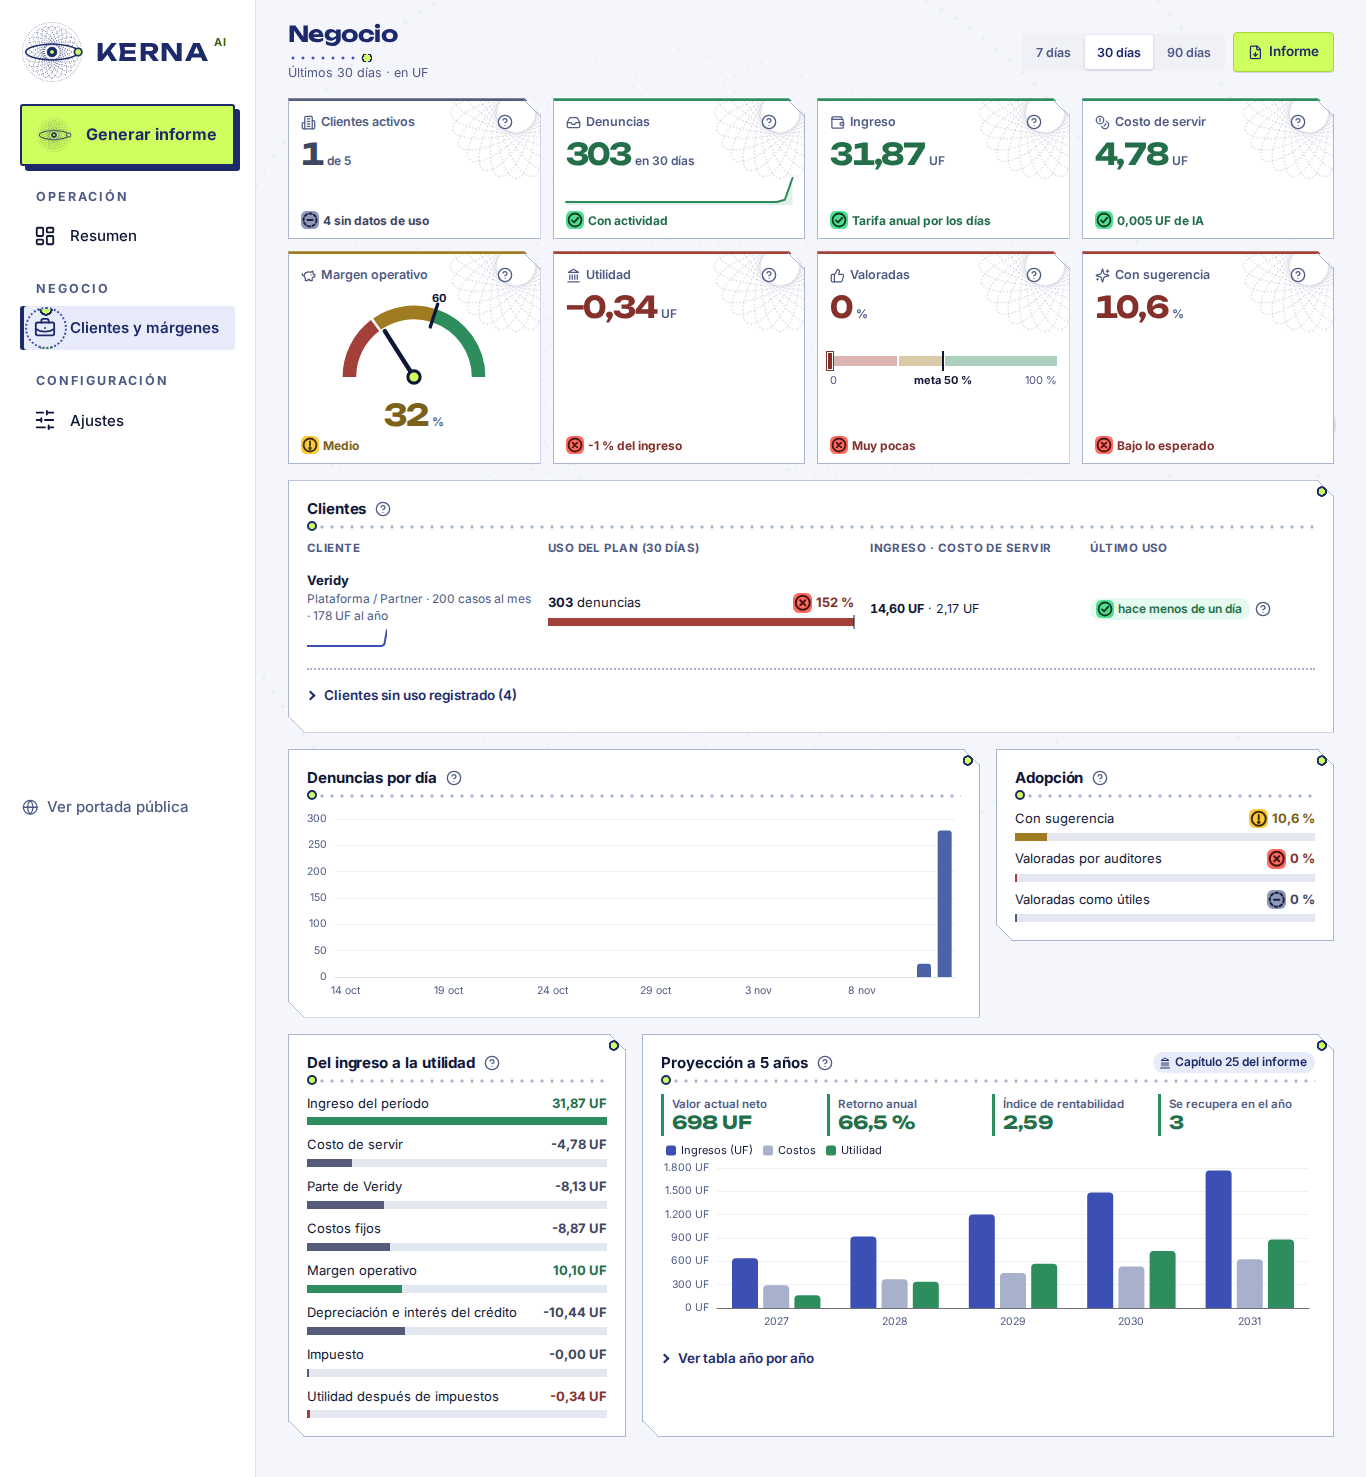 KERNA AI
Generar informe
OPERACIÓN
Resumen
NEGOCIO
Clientes y márgenes
CONFIGURACIÓN
Ajustes
Ver portada pública
Negocio
Últimos 30 días · en UF
7 días
30 días
90 días
Informe
Clientes activos
1 de 5
4 sin datos de uso
Denuncias
303 en 30 días
Con actividad
Ingreso
31,87 UF
Tarifa anual por los días
Costo de servir
4,78 UF
0,005 UF de IA
Margen operativo
60
32 %
Medio
Utilidad
−0,34 UF
-1 % del ingreso
Valoradas
0 %
0
meta 50 %
100 %
Muy pocas
Con sugerencia
10,6 %
Bajo lo esperado
Clientes
CLIENTE
USO DEL PLAN (30 DÍAS)
INGRESO · COSTO DE SERVIR
ÚLTIMO USO
Veridy
Plataforma / Partner · 200 casos al mes
· 178 UF al año
303 denuncias
152 %
14,60 UF · 2,17 UF
hace menos de un día
Clientes sin uso registrado (4)
Denuncias por día
300
250
200
150
100
50
0
14 oct
19 oct
24 oct
29 oct
3 nov
8 nov
Adopción
Con sugerencia
10,6 %
Valoradas por auditores
0 %
Valoradas como útiles
0 %
Del ingreso a la utilidad
Ingreso del período
31,87 UF
Costo de servir
-4,78 UF
Parte de Veridy
-8,13 UF
Costos fijos
-8,87 UF
Margen operativo
10,10 UF
Depreciación e interés del crédito
-10,44 UF
Impuesto
-0,00 UF
Utilidad después de impuestos
-0,34 UF
Proyección a 5 años
Capítulo 25 del informe
Valor actual neto
698 UF
Retorno anual
66,5 %
Índice de rentabilidad
2,59
Se recupera en el año
3
Ingresos (UF)
Costos
Utilidad
1.800 UF
1.500 UF
1.200 UF
900 UF
600 UF
300 UF
0 UF
2027
2028
2029
2030
2031
Ver tabla año por año